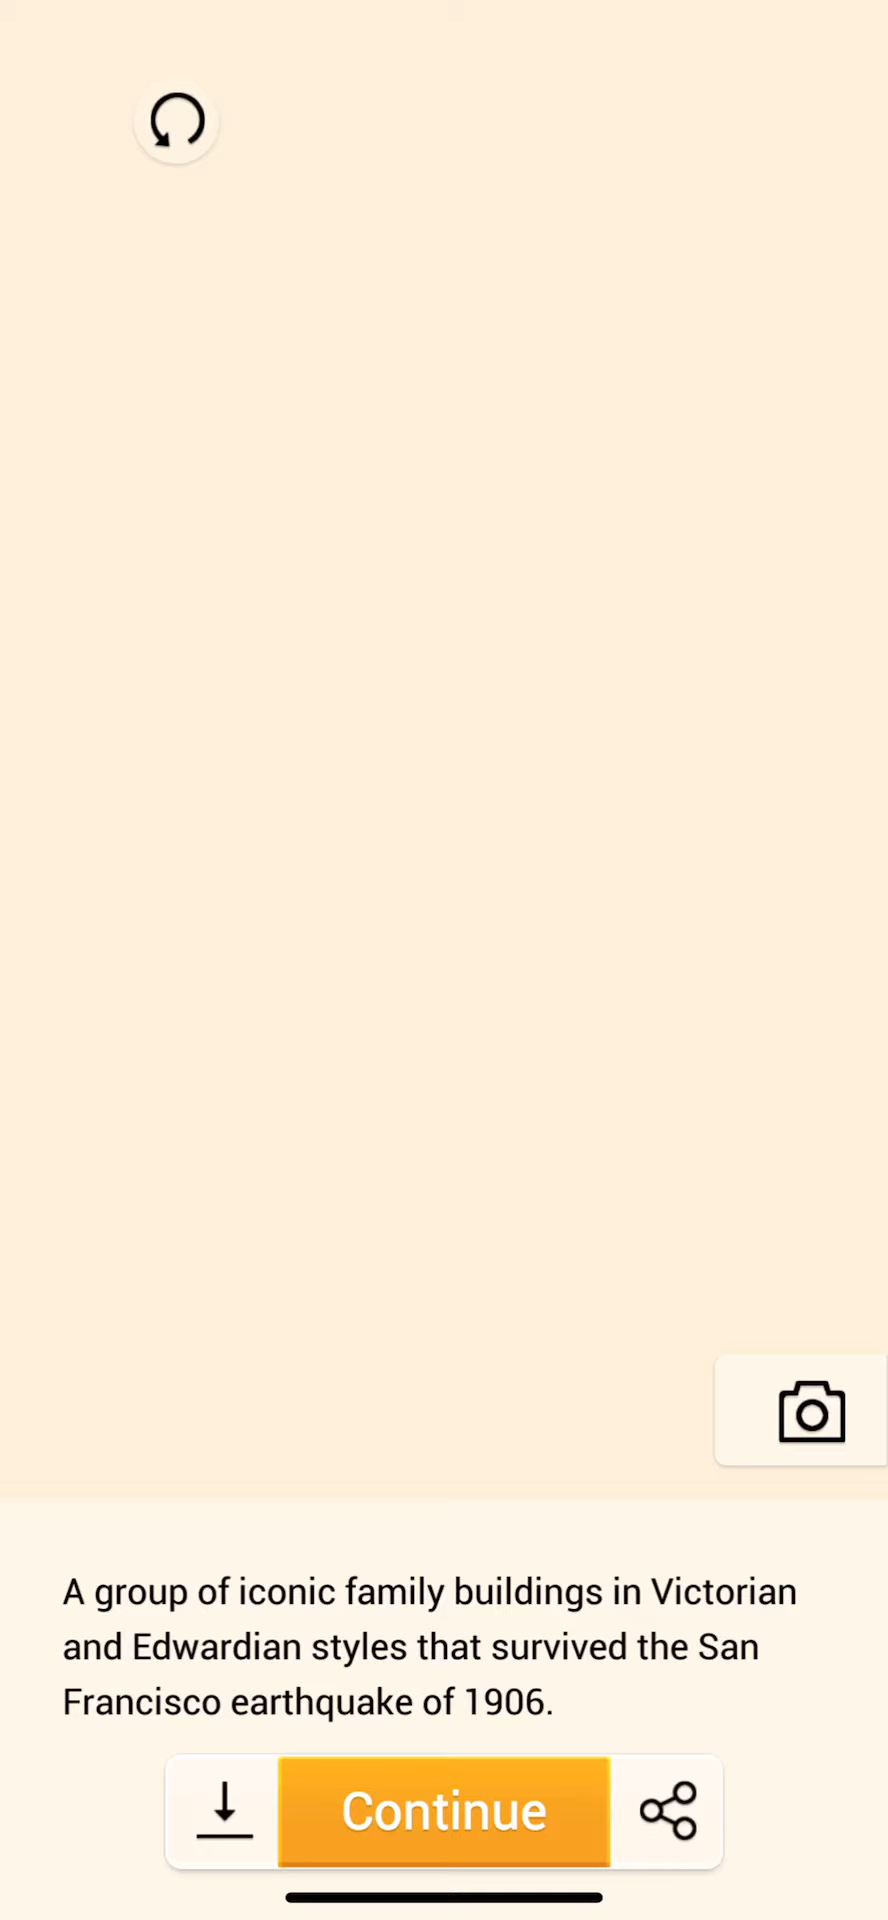 A group of iconic family buildings in Victorian
and Edwardian styles that survived the San
Francisco earthquake of 1906.
Continue